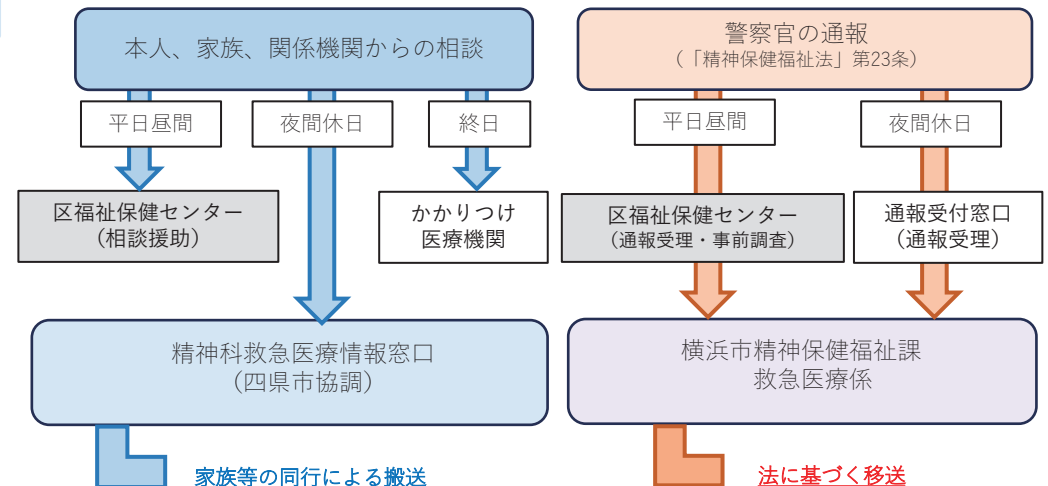 本人、家族、関係機関からの相談
平日昼間
夜間休日
終日
区福祉保健センター
（相談援助）
かかりつけ
医療機関
精神科救急医療情報窓口
（四県市協調）
家族等の同行による搬送
警察官の通報
（「精神保健福祉法」第23条）
平日昼間
夜間休日
区福祉保健センター
（通報受理・事前調査）
通報受付窓口
（通報受理）
横浜市精神保健福祉課
救急医療係
法に基づく移送